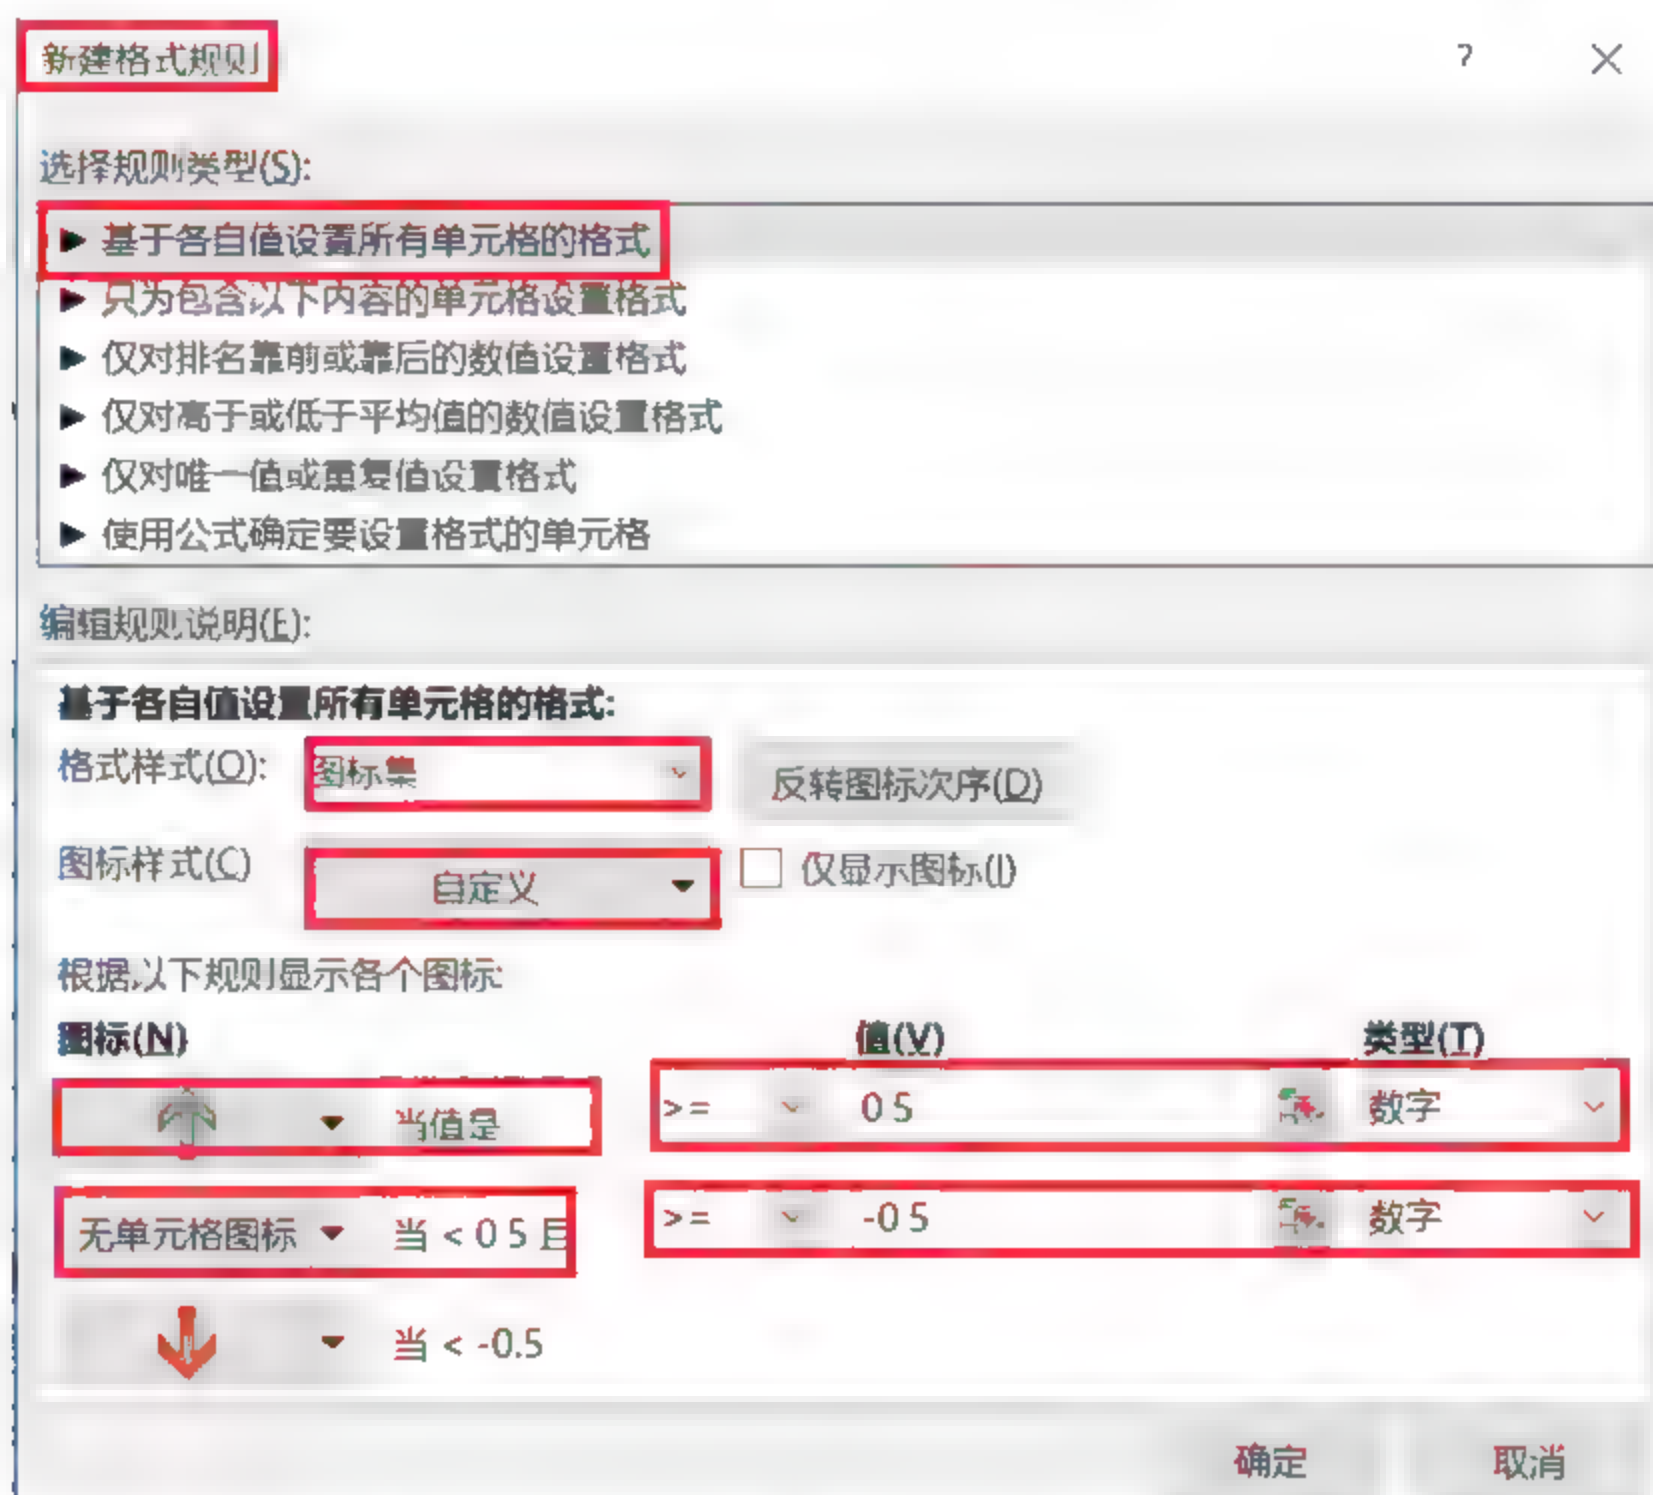 新建格式规则
?
选择规则类型(S):
► 基于各自值设置所有单元格的格式
► 只为包含以下内容的单元格设置格式
► 仅对排名靠前或靠后的数值设置格式
► 仅对高于或低于平均值的数值设置格式
► 仅对唯一值或重复值设置格式
► 使用公式确定要设置格式的单元格
编辑规则说明(E):
基于各自值设置所有单元格的格式:
格式样式(O): 图标集 反转图标次序(D)
图标样式(C) 自定义 仅显示图标(I)
根据以下规则显示各个图标:
图标(N) 值(V) 类型(T)
当值是 >= 0 5 数字
无单元格图标 当 < 0 5 且 >= -0 5 数字
当 < -0.5
确定 取消